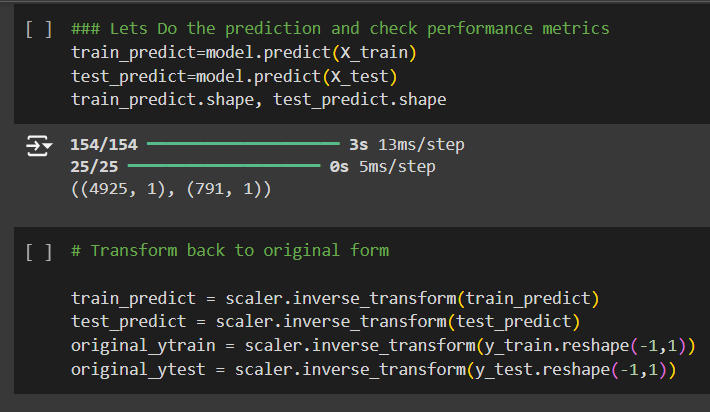 [ ] ### Lets Do the prediction and check performance metrics
train_predict=model.predict(X_train)
test_predict=model.predict(X_test)
train_predict.shape, test_predict.shape
154/154 ━━━━━━━━━━━━━━━━━━━━ 3s 13ms/step
25/25 ━━━━━━━━━━━━━━━━━━━━ 0s 5ms/step
((4925, 1), (791, 1))
[ ] # Transform back to original form
train_predict = scaler.inverse_transform(train_predict)
test_predict = scaler.inverse_transform(test_predict)
original_ytrain = scaler.inverse_transform(y_train.reshape(-1,1))
original_ytest = scaler.inverse_transform(y_test.reshape(-1,1))